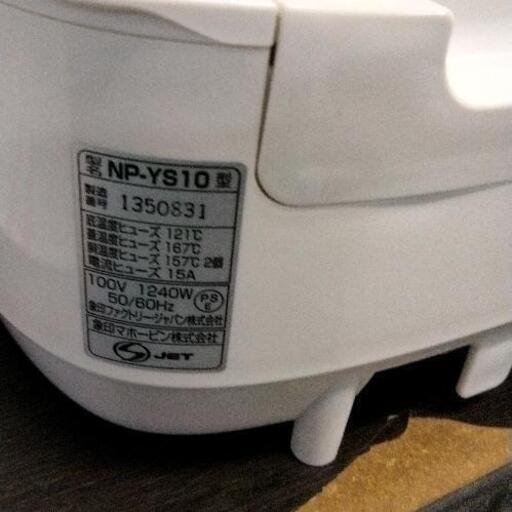 型名 NP-YS10 型
製造番号 1350831
底温度ヒューズ 121℃
蓋温度ヒューズ 167℃
胴温度ヒューズ 157℃ 2個
電流ヒューズ 15A
100V 1240W
50/60Hz
PSE
象印ファクトリージャパン株式会社
象印マホービン株式会社
JET